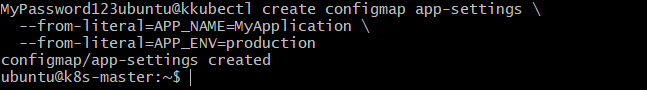 MyPassword123ubuntu@kkubectl create configmap app-settings \
  --from-literal=APP_NAME=MyApplication \
  --from-literal=APP_ENV=production
configmap/app-settings created
ubuntu@k8s-master:~$